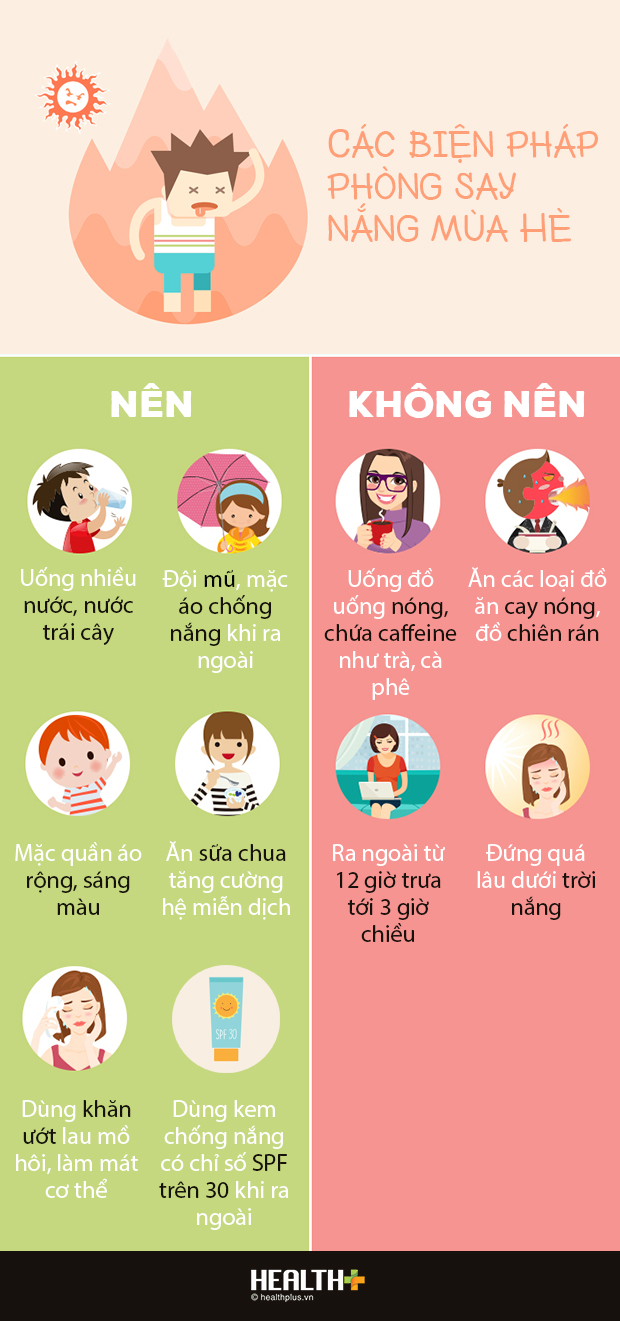 CÁC BIỆN PHÁP
PHÒNG SAY
NẮNG MÙA HÈ
NÊN
Uống nhiều
nước, nước
trái cây
Đội mũ, mặc
áo chống
nắng khi ra
ngoài
Mặc quần áo
rộng, sáng
màu
Ăn sữa chua
tăng cường
hệ miễn dịch
Dùng khăn
ướt lau mồ
hôi, làm mát
cơ thể
SPF 30
Dùng kem
chống nắng
có chỉ số SPF
trên 30 khi ra
ngoài
KHÔNG NÊN
Uống đồ
uống nóng,
chứa caffeine
như trà, cà
phê
Ăn các loại đồ
ăn cay nóng,
đồ chiên rán
Ra ngoài từ
12 giờ trưa
tới 3 giờ
chiều
Đứng quá
lâu dưới trời
nắng
HEALTH+
© healthplus.vn